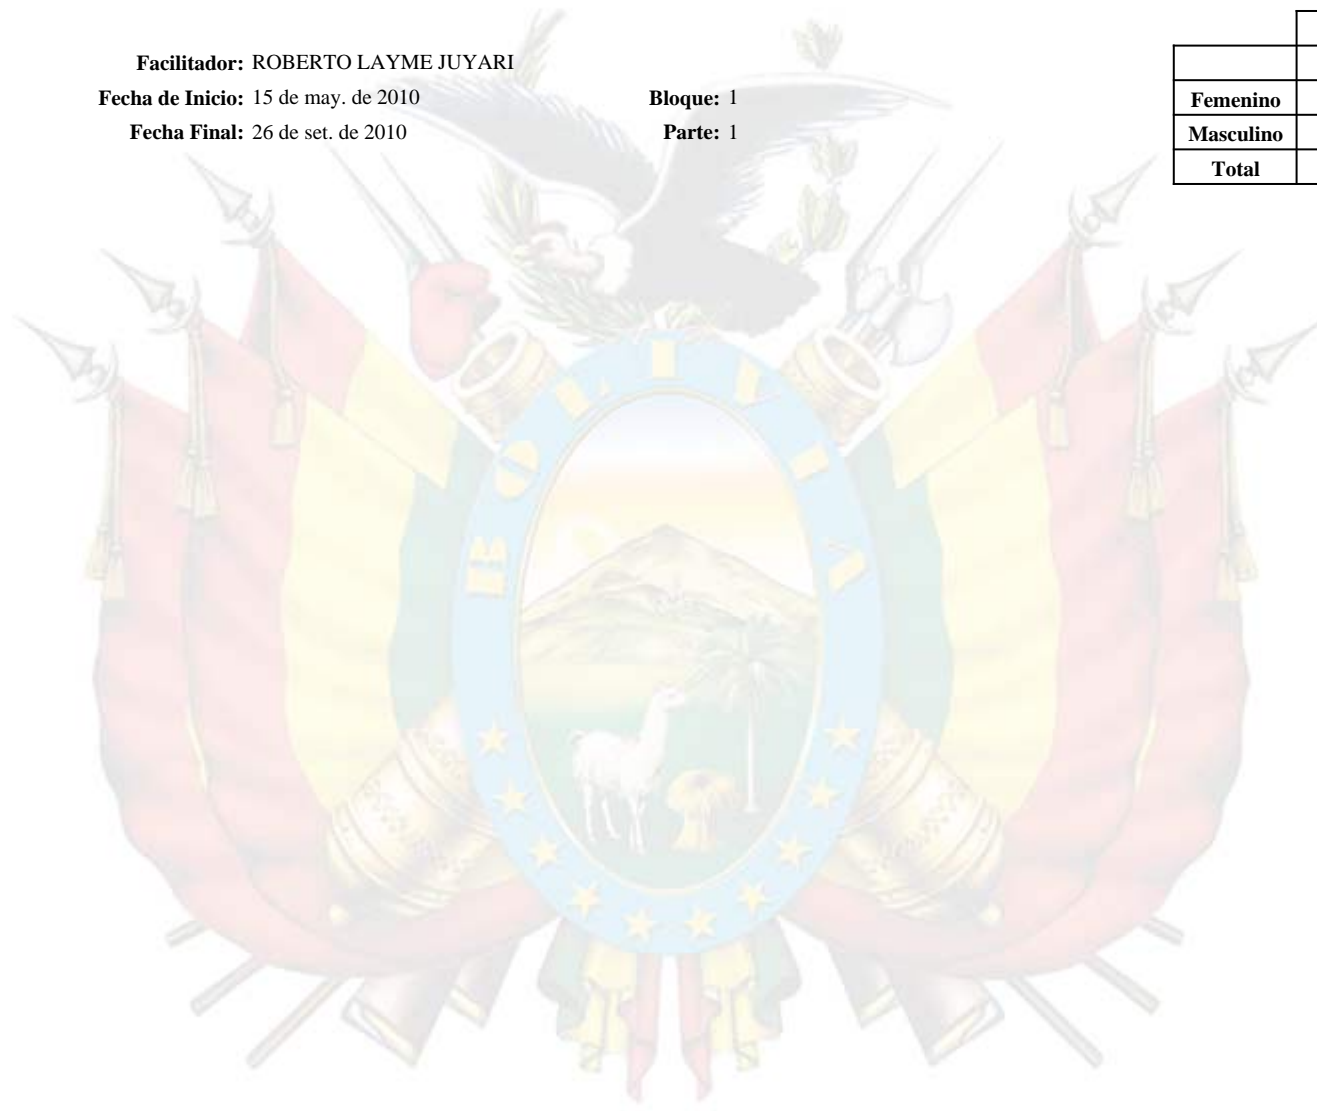 Facilitador: ROBERTO LAYME JUYARI
Fecha de Inicio: 15 de may. de 2010 Bloque: 1
Fecha Final: 26 de set. de 2010 Parte: 1
Femenino
Masculino
Total
BOLIVIA